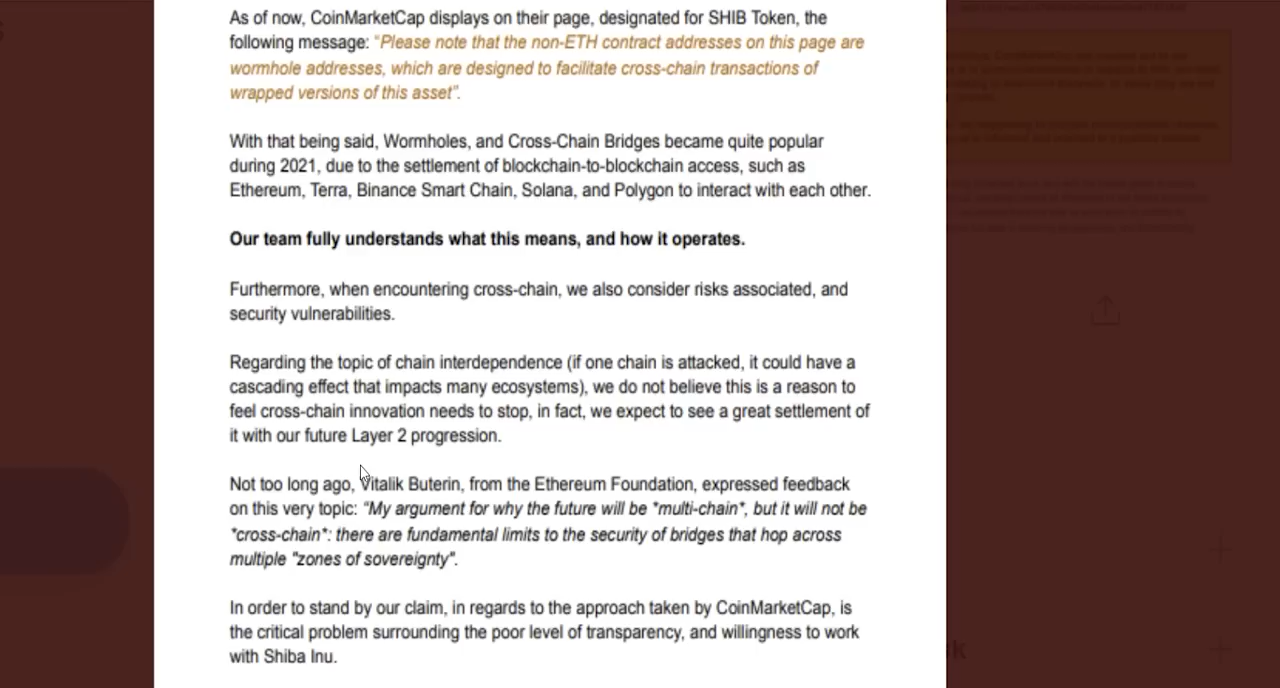 As of now, CoinMarketCap displays on their page, designated for SHIB Token, the
following message: "Please note that the non-ETH contract addresses on this page are
wormhole addresses, which are designed to facilitate cross-chain transactions of
wrapped versions of this asset".
With that being said, Wormholes, and Cross-Chain Bridges became quite popular
during 2021, due to the settlement of blockchain-to-blockchain access, such as
Ethereum, Terra, Binance Smart Chain, Solana, and Polygon to interact with each other.
Our team fully understands what this means, and how it operates.
Furthermore, when encountering cross-chain, we also consider risks associated, and
security vulnerabilities.
Regarding the topic of chain interdependence (if one chain is attacked, it could have a
cascading effect that impacts many ecosystems), we do not believe this is a reason to
feel cross-chain innovation needs to stop, in fact, we expect to see a great settlement of
it with our future Layer 2 progression.
Not too long ago, Vitalik Buterin, from the Ethereum Foundation, expressed feedback
on this very topic: "My argument for why the future will be *multi-chain*, but it will not be
*cross-chain*: there are fundamental limits to the security of bridges that hop across
multiple "zones of sovereignty".
In order to stand by our claim, in regards to the approach taken by CoinMarketCap, is
the critical problem surrounding the poor level of transparency, and willingness to work
with Shiba Inu.